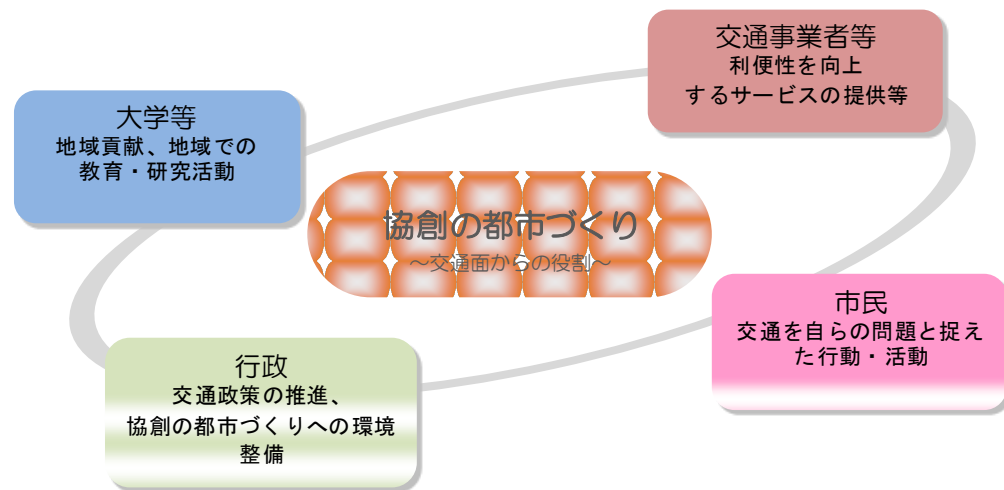 交通事業者等
利便性を向上
するサービスの提供等
大学等
地域貢献、地域での
教育・研究活動
協創の都市づくり
～交通面からの役割～
市民
交通を自らの問題と捉え
た行動・活動
行政
交通政策の推進、
協創の都市づくりへの環境
整備